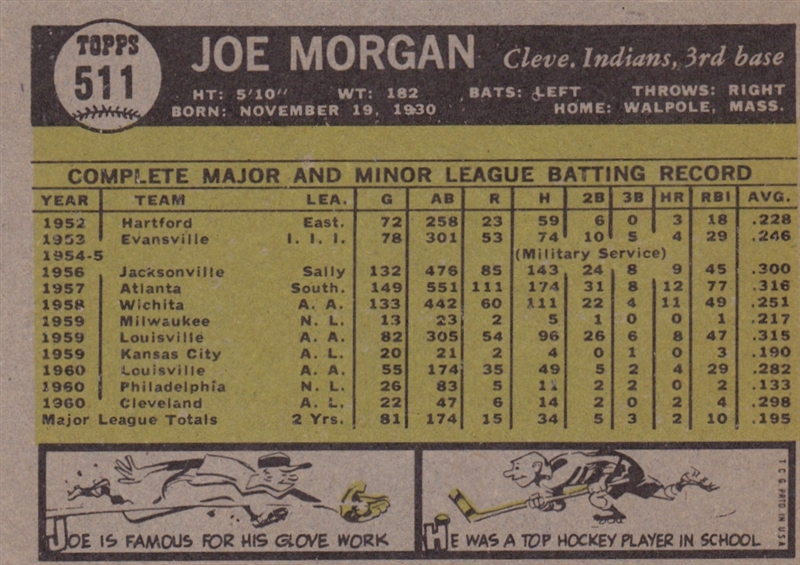 TOPPS
511
JOE MORGAN
Cleve. Indians, 3rd base
HT: 5'10" WT: 182 BATS: LEFT THROWS: RIGHT
BORN: NOVEMBER 19, 1930 HOME: WALPOLE, MASS.
COMPLETE MAJOR AND MINOR LEAGUE BATTING RECORD
YEAR TEAM LEA. G AB R H 2B 3B HR RBI AVG.
1952 Hartford East. 72 258 23 59 6 0 3 18 .228
1953 Evansville I. I. I. 78 301 53 74 10 5 4 29 .246
1954-5 (Military Service)
1956 Jacksonville Sally 132 476 85 143 24 8 9 45 .300
1957 Atlanta South. 149 551 111 174 31 8 12 77 .316
1958 Wichita A. A. 133 442 60 111 22 4 11 49 .251
1959 Milwaukee N. L. 13 23 2 5 1 0 0 1 .217
1959 Louisville A. A. 82 305 54 96 26 6 8 47 .315
1959 Kansas City A. L. 20 21 2 4 0 1 0 3 .190
1960 Louisville A. A. 55 174 35 49 5 2 4 29 .282
1960 Philadelphia N. L. 26 83 5 11 2 2 0 2 .133
1960 Cleveland A. L. 22 47 6 14 2 0 2 4 .298
Major League Totals 2 Yrs. 81 174 15 34 5 3 2 10 .195
JOE IS FAMOUS FOR HIS GLOVE WORK
HE WAS A TOP HOCKEY PLAYER IN SCHOOL
T. C. G. PRTD. IN U.S.A.